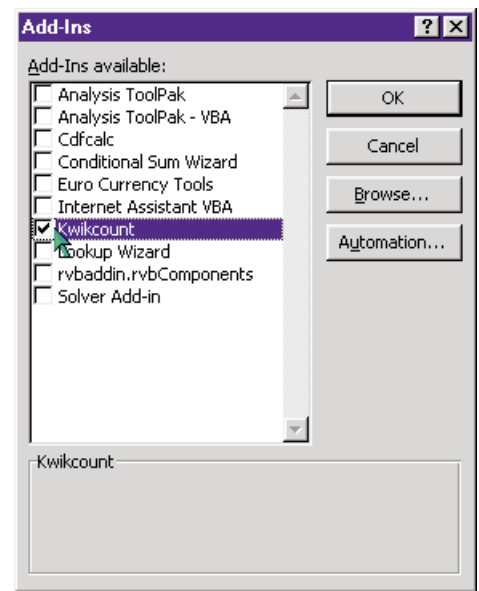 Add-Ins
Add-Ins available:
Analysis ToolPak
Analysis ToolPak - VBA
Cdfcalc
Conditional Sum Wizard
Euro Currency Tools
Internet Assistant VBA
Kwikcount
Lookup Wizard
rvbaddin.rvbComponents
Solver Add-in
OK
Cancel
Browse...
Automation...
Kwikcount